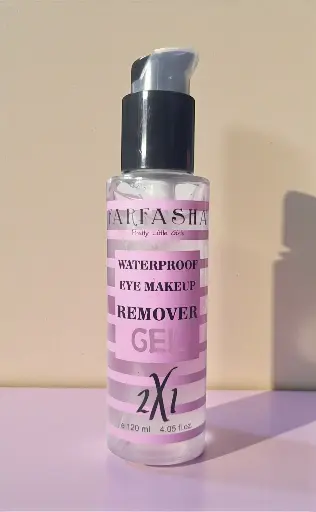 FARFASHA
Pretty Little Girls
WATERPROOF
EYE MAKEUP
REMOVER
GEL
2X1
e 120 ml 4.05 fl oz.